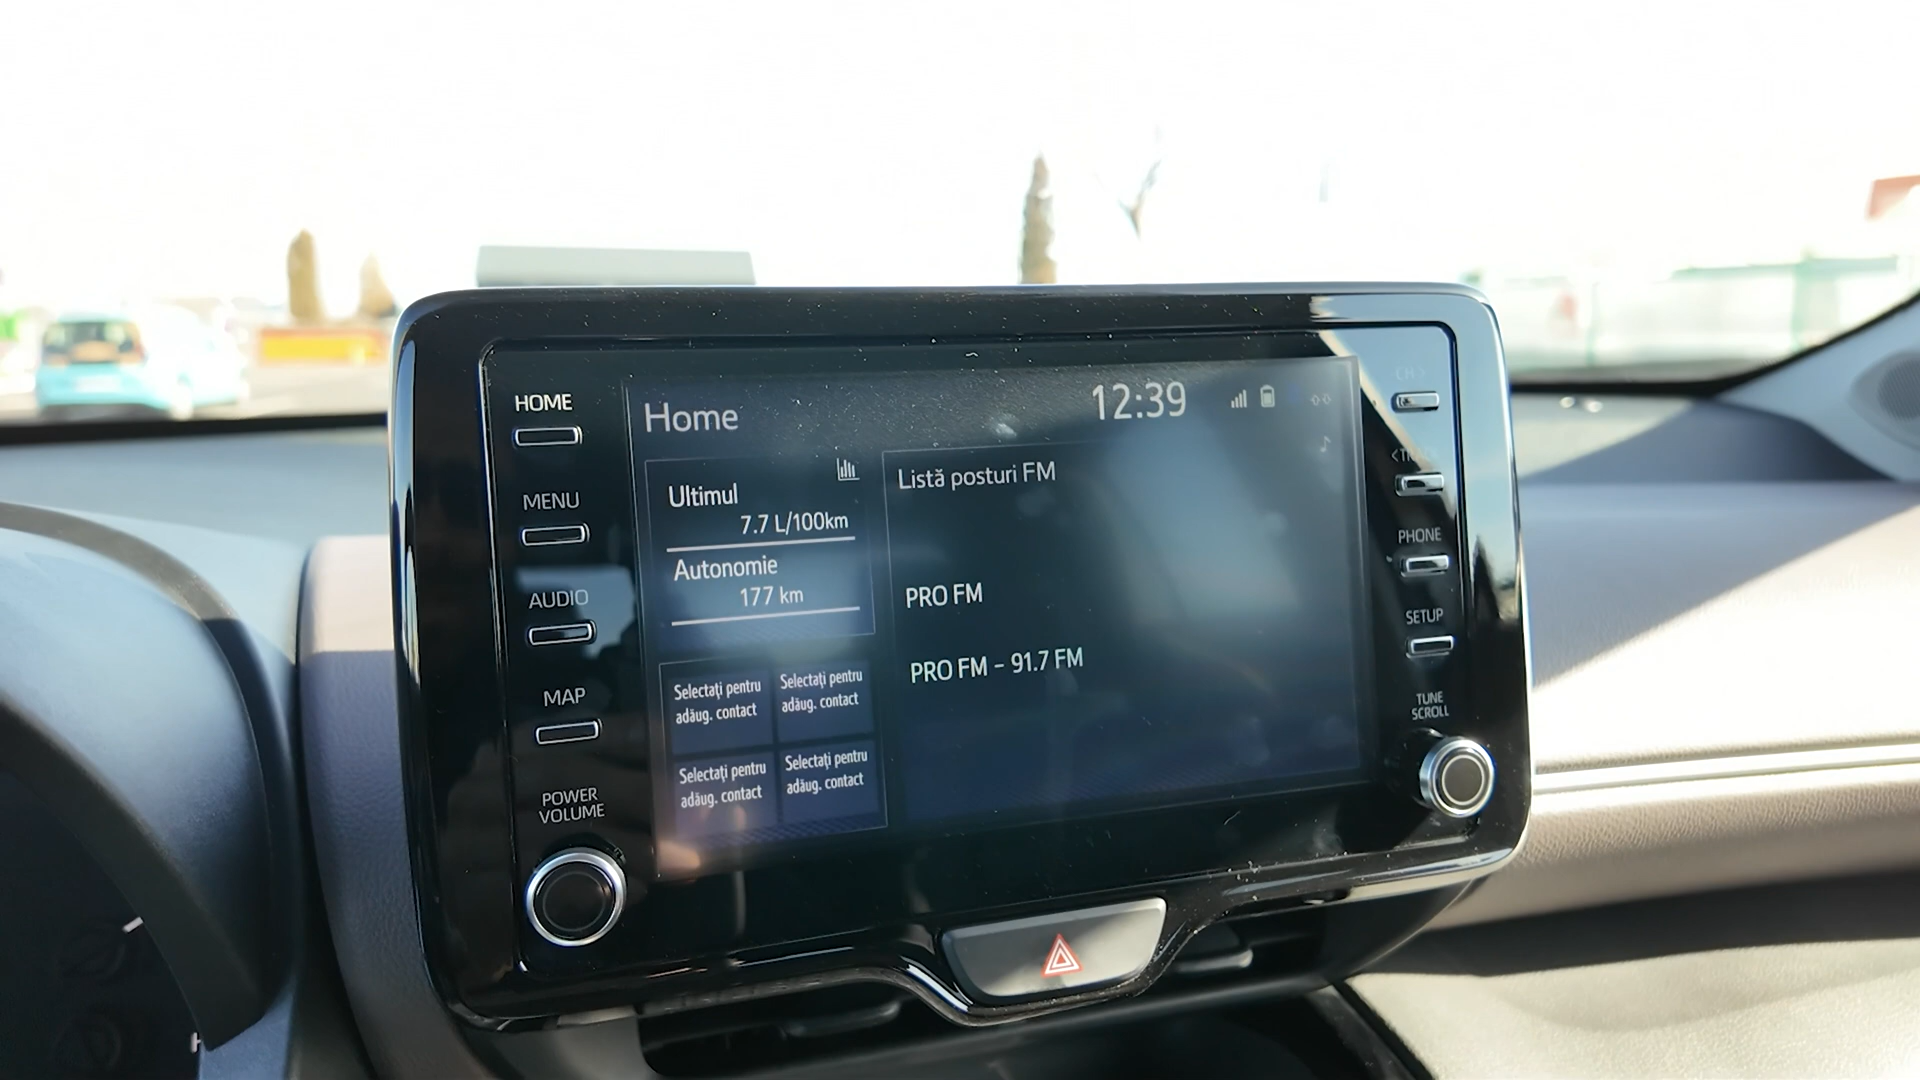 HOME
MENU
AUDIO
MAP
POWER
VOLUME
Home
12:39
Ultimul
7.7 L/100km
Autonomie
177 km
Selectați pentru
adăug. contact
Selectați pentru
adăug. contact
Selectați pentru
adăug. contact
Selectați pentru
adăug. contact
Listă posturi FM
PRO FM
PRO FM - 91.7 FM
CH >
PHONE
SETUP
TUNE
SCROLL
H